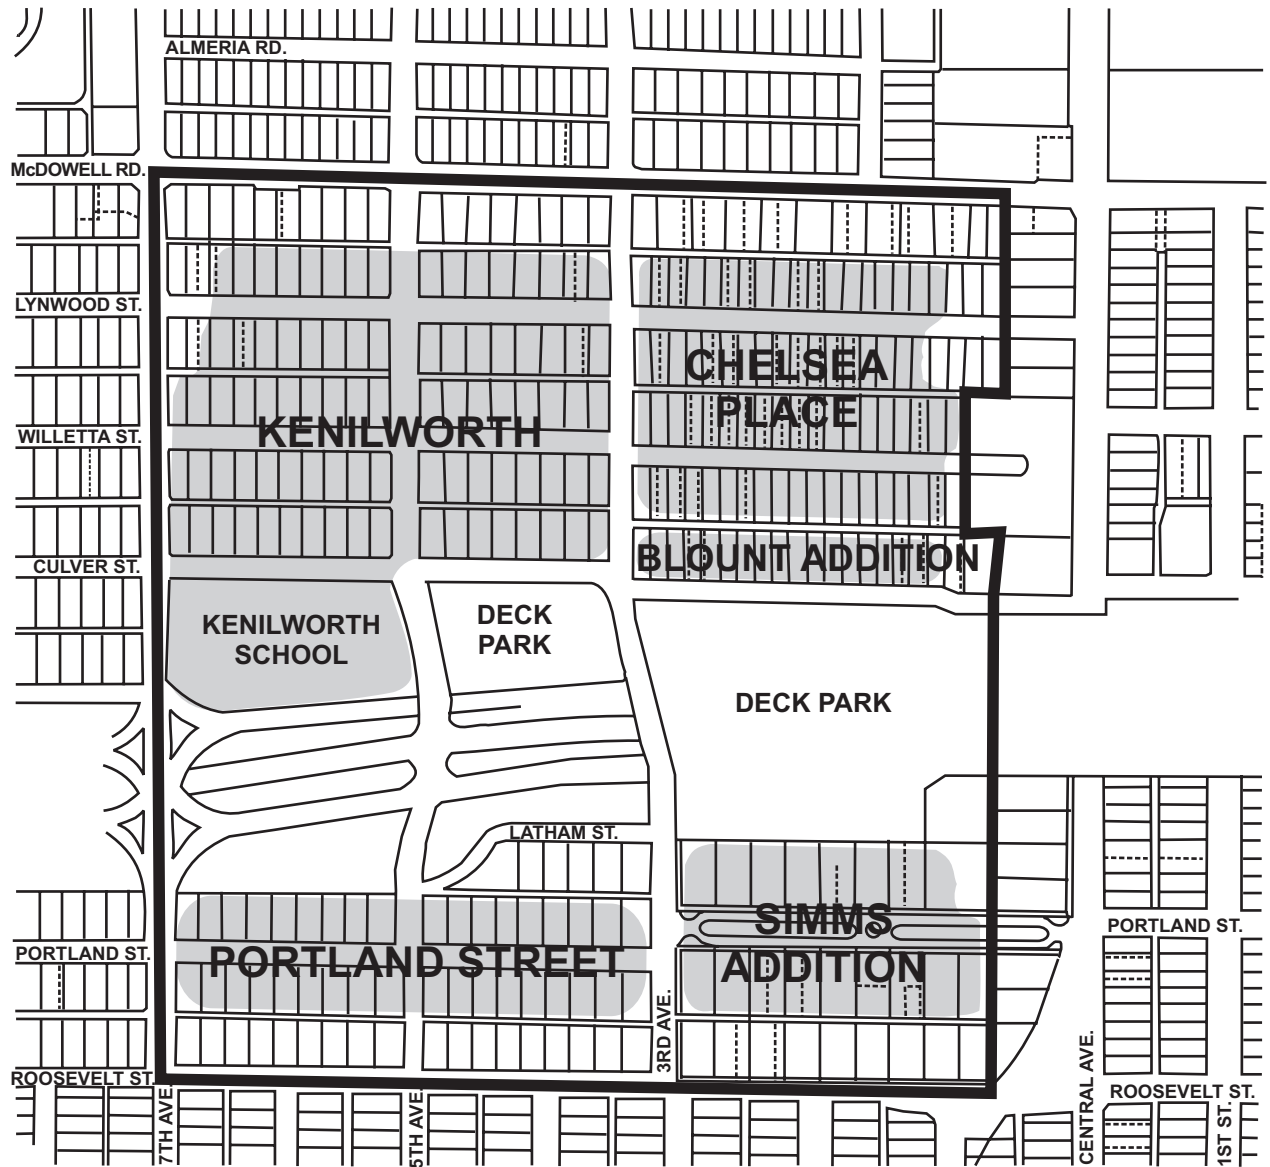 ALMERIA RD.
McDOWELL RD.
LYNWOOD ST.
CHELSEA
PLACE
KENILWORTH
WILLETTA ST.
BLOUNT ADDITION
CULVER ST.
KENILWORTH
SCHOOL
DECK
PARK
DECK PARK
LATHAM ST.
SIMMS
ADDITION
PORTLAND ST.
PORTLAND ST.
PORTLAND STREET
3RD AVE.
CENTRAL AVE.
ROOSEVELT ST.
ROOSEVELT ST.
7TH AVE.
5TH AVE.
1ST ST.